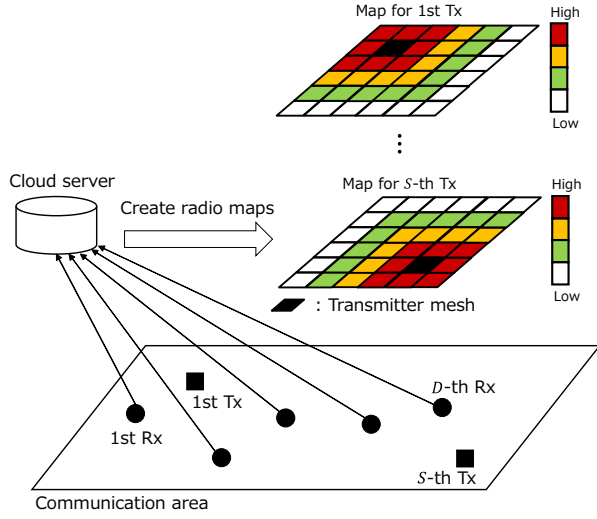 Map for 1st Tx
High
Low
⋮
Map for S-th Tx
High
Low
Cloud server
Create radio maps
: Transmitter mesh
1st Tx
D-th Rx
1st Rx
S-th Tx
Communication area